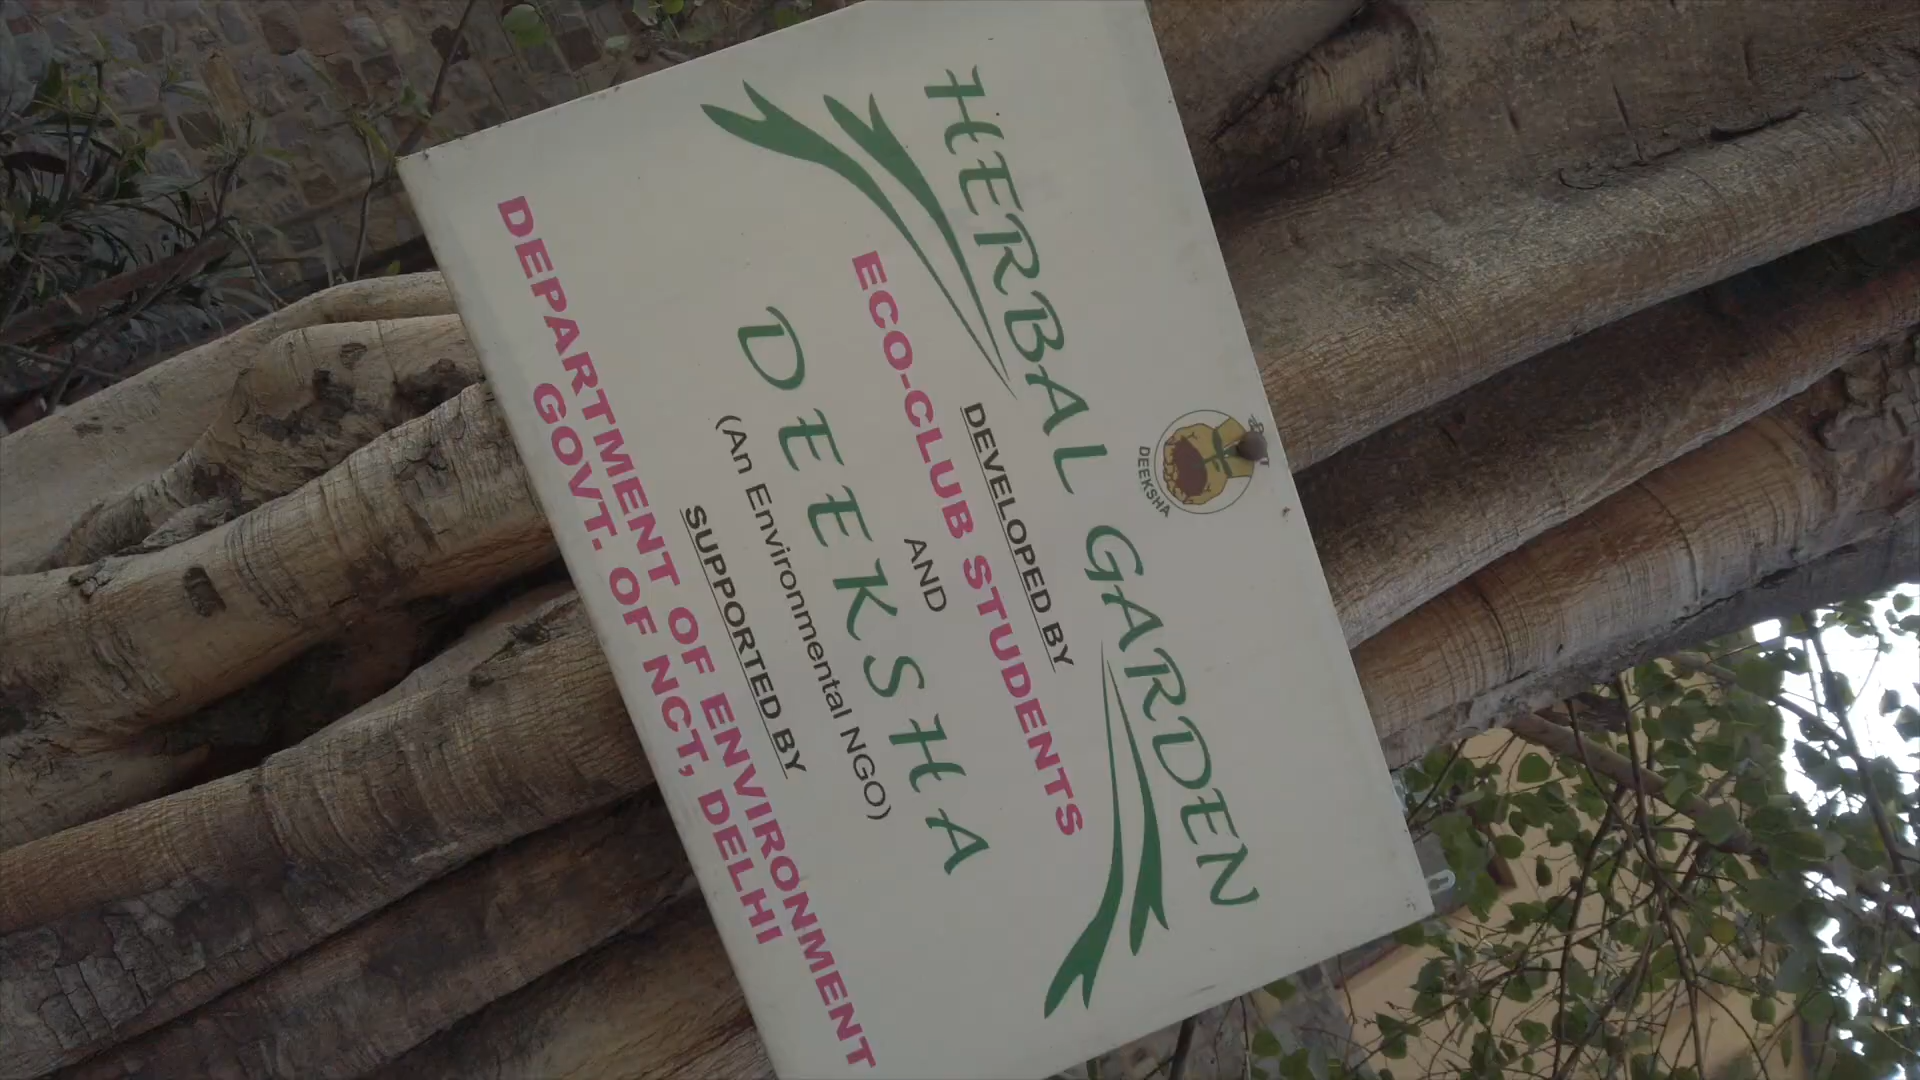 DEEKSHA
HERBAL GARDEN
DEVELOPED BY
ECO-CLUB STUDENTS
AND
DEEKSHA
(An Environmental NGO)
SUPPORTED BY
DEPARTMENT OF ENVIRONMENT
GOVT. OF NCT, DELHI